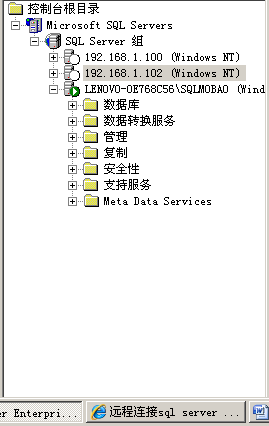 控制台根目录
Microsoft SQL Servers
SQL Server 组
192.168.1.100 (Windows NT)
192.168.1.102 (Windows NT)
LENOVO-0E768C56\SQLMOBAO (Wind
数据库
数据转换服务
管理
复制
安全性
支持服务
Meta Data Services
er Enterpri... 远程连接sql server ...